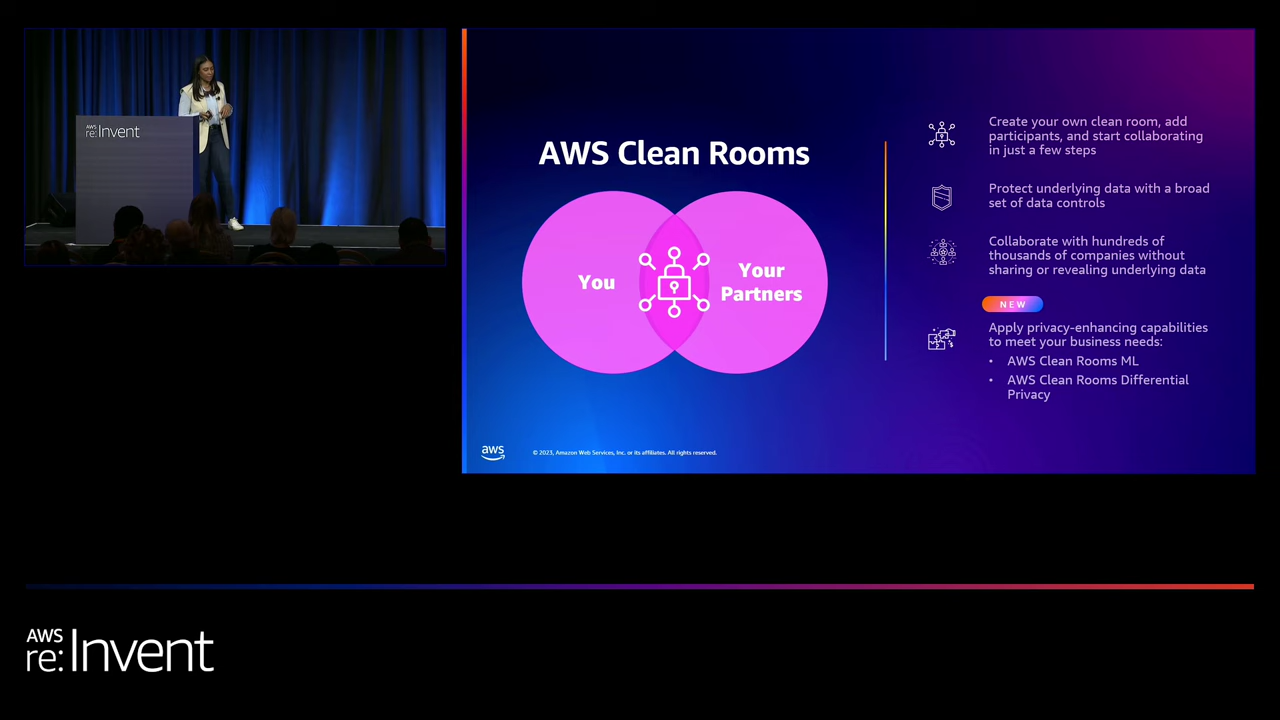 AWS
re:Invent
AWS Clean Rooms
You
Your
Partners
Create your own clean room, add
participants, and start collaborating
in just a few steps
Protect underlying data with a broad
set of data controls
Collaborate with hundreds of
thousands of companies without
sharing or revealing underlying data
NEW
Apply privacy-enhancing capabilities
to meet your business needs:
• AWS Clean Rooms ML
• AWS Clean Rooms Differential
Privacy
aws
© 2023, Amazon Web Services, Inc. or its affiliates. All rights reserved.
AWS
re:Invent